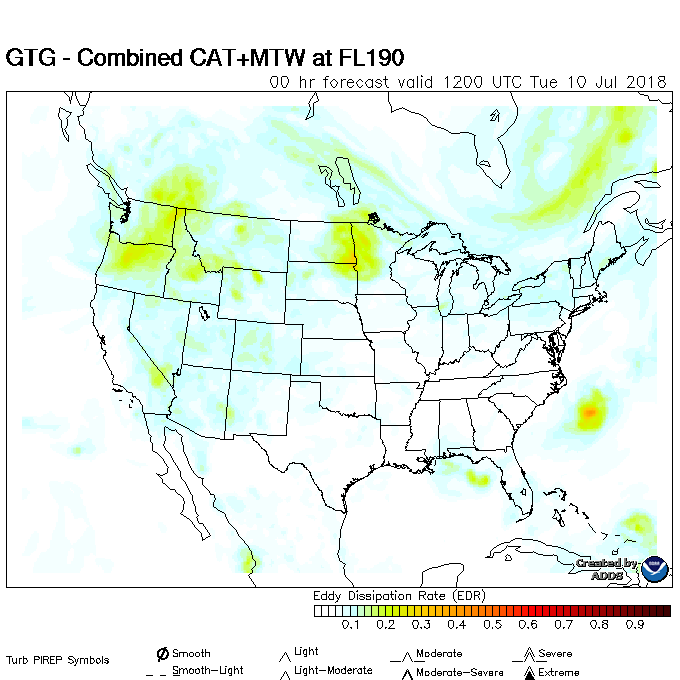 GTG - Combined CAT+MTW at FL190
00 hr forecast valid 1200 UTC Tue 10 Jul 2018
Created by
ADDS
Eddy Dissipation Rate (EDR)
0.1 0.2 0.3 0.4 0.5 0.6 0.7 0.8 0.9
Turb PIREP Symbols
Smooth Light Moderate Severe
Smooth-Light Light-Moderate Moderate-Severe Extreme